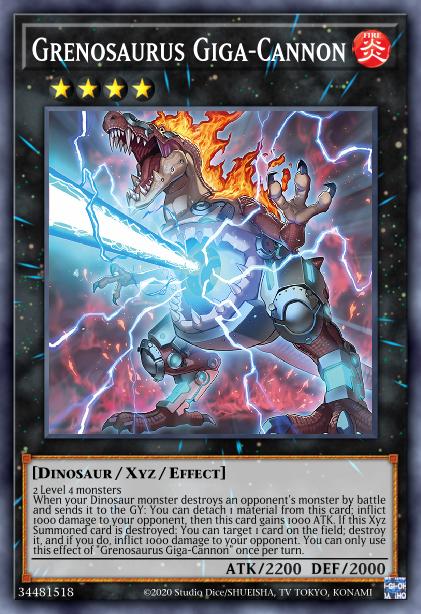 GRENOSAURUS GIGA-CANNON
FIRE
炎
[DINOSAUR / XYZ / EFFECT]
2 Level 4 monsters
When your Dinosaur monster destroys an opponent's monster by battle
and sends it to the GY: You can detach 1 material from this card; inflict
1000 damage to your opponent, then this card gains 1000 ATK. If this Xyz
Summoned card is destroyed: You can target 1 card on the field; destroy
it, and if you do, inflict 1000 damage to your opponent. You can only use
this effect of "Grenosaurus Giga-Cannon" once per turn.
ATK/2200 DEF/2000
34481518
©2020 Studio Dice/SHUEISHA, TV TOKYO, KONAMI